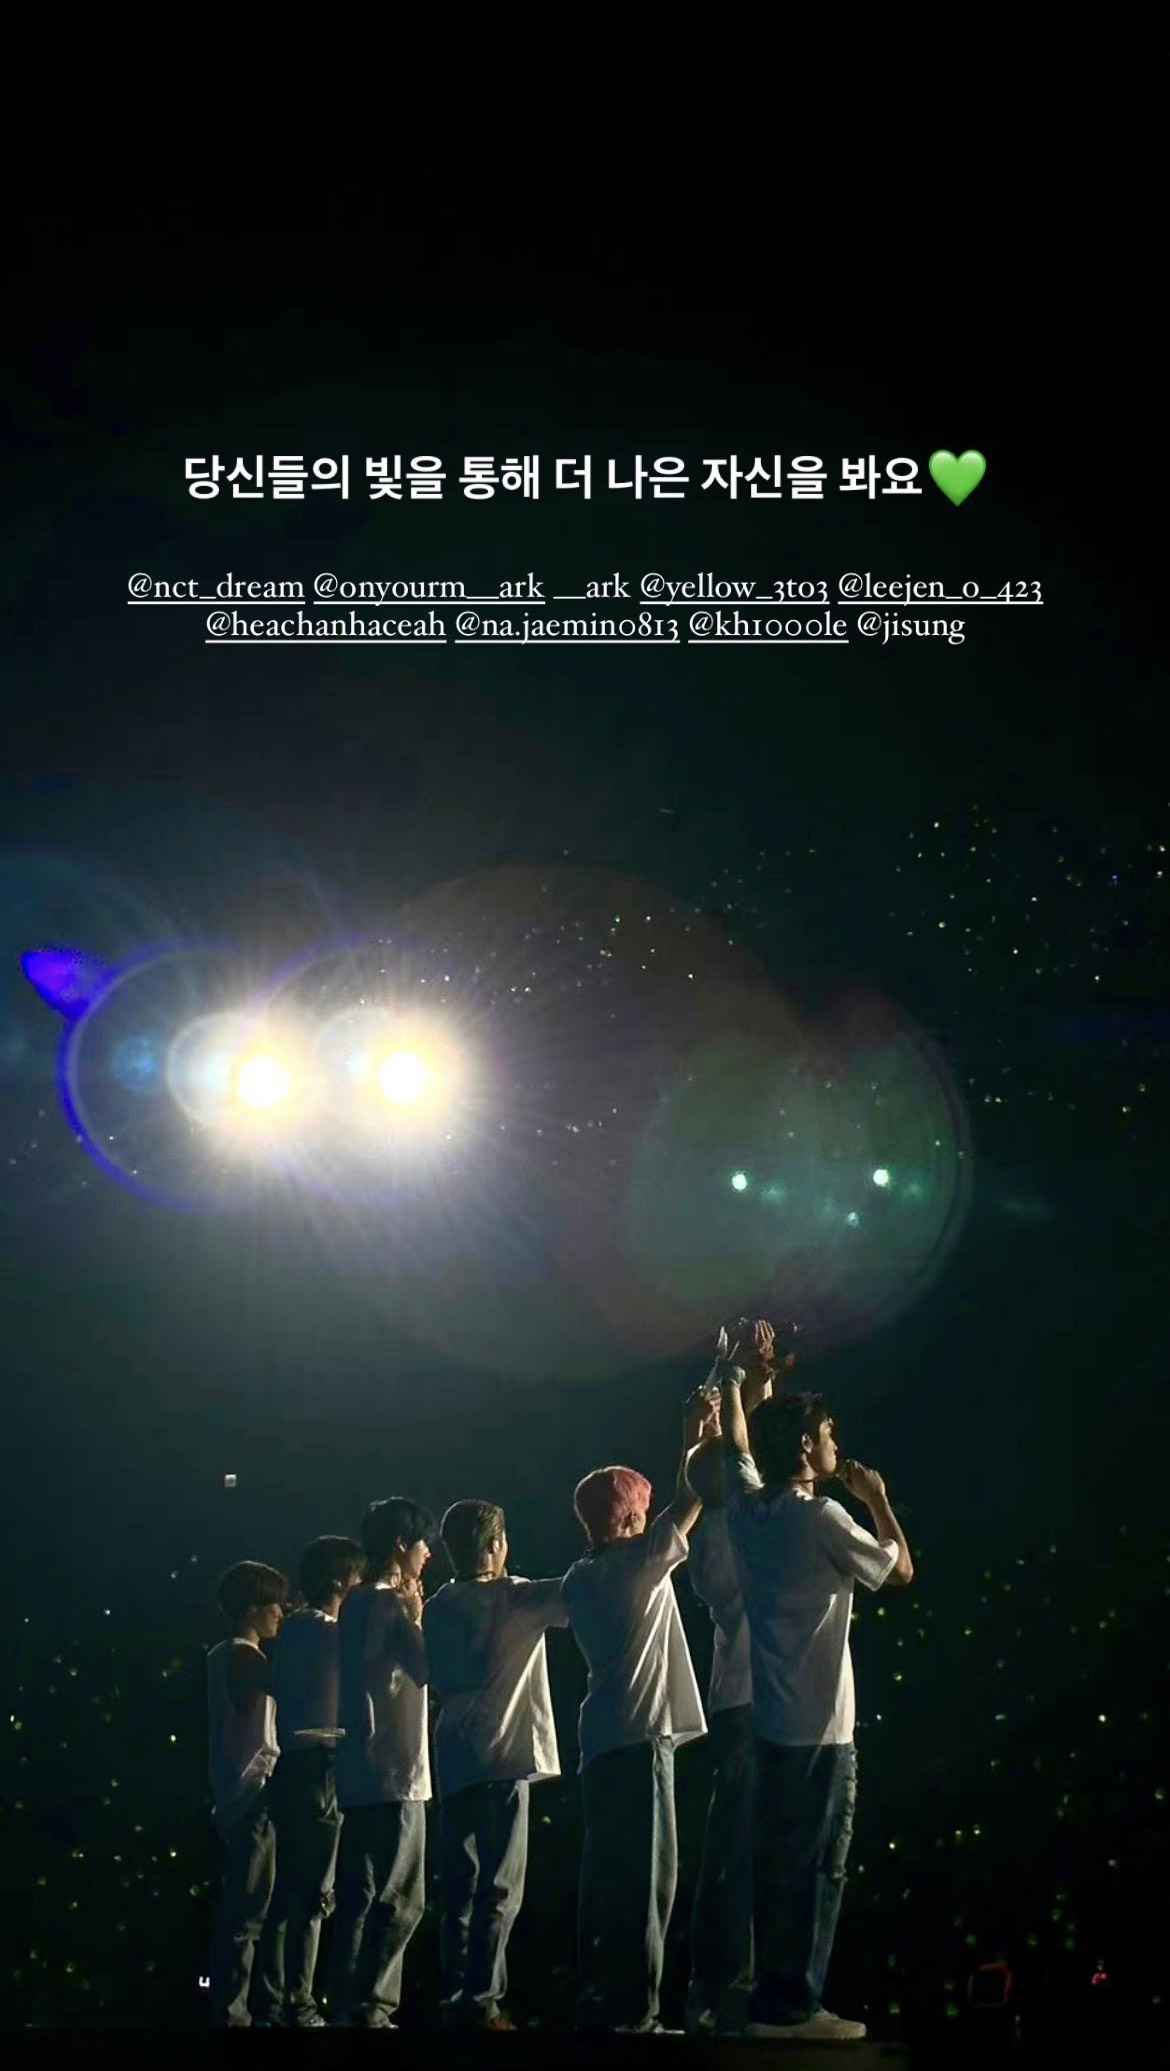 당신들의 빛을 통해 더 나은 자신을 봐요💚
@nct_dream @onyourm__ark __ark @yellow_3to3 @leejen_o_423
@heachanhaceah @na.jaemin0813 @kh1000le @jisung